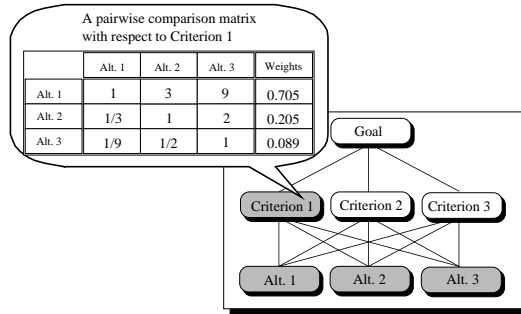 A pairwise comparison matrix
with respect to Criterion 1
Alt. 1 Alt. 2 Alt. 3 Weights
Alt. 1 1 3 9 0.705
Alt. 2 1/3 1 2 0.205
Alt. 3 1/9 1/2 1 0.089
Goal
Criterion 1 Criterion 2 Criterion 3
Alt. 1 Alt. 2 Alt. 3